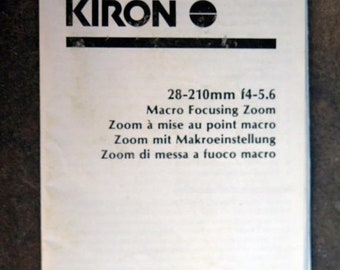 KIRON
28-210mm f4-5.6
Macro Focusing Zoom
Zoom à mise au point macro
Zoom mit Makroeinstellung
Zoom di messa a fuoco macro